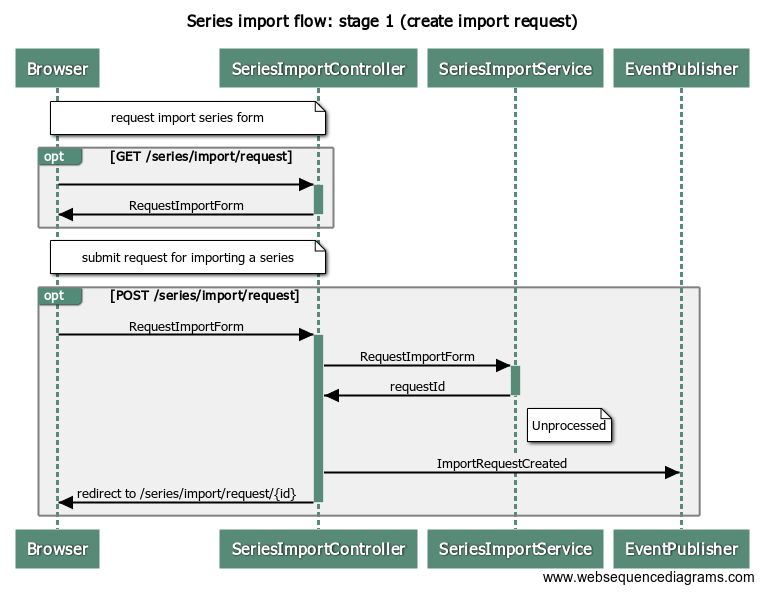 Series import flow: stage 1 (create import request)
Browser SeriesImportController SeriesImportService EventPublisher
request import series form
opt [GET /series/import/request]
RequestImportForm
submit request for importing a series
opt [POST /series/import/request]
RequestImportForm
RequestImportForm
requestId
Unprocessed
ImportRequestCreated
redirect to /series/import/request/{id}
Browser SeriesImportController SeriesImportService EventPublisher
www.websequencediagrams.com